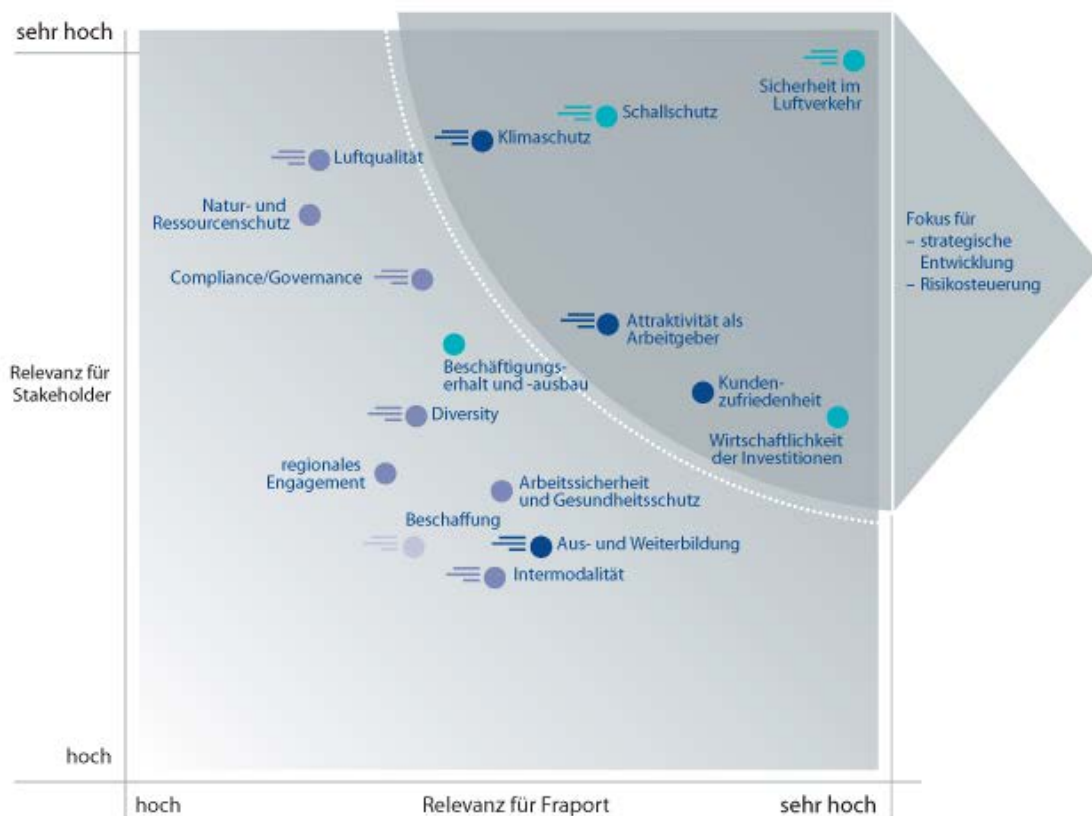 sehr hoch
Sicherheit im
Luftverkehr
Schallschutz
Klimaschutz
Luftqualität
Natur- und
Ressourcenschutz
Fokus für
– strategische
Entwicklung
– Risikosteuerung
Compliance/Governance
Attraktivität als
Arbeitgeber
Relevanz für
Stakeholder
Beschäftigungs-
erhalt und -ausbau
Kunden-
zufriedenheit
Diversity
Wirtschaftlichkeit
der Investitionen
regionales
Engagement
Arbeitssicherheit
und Gesundheitsschutz
Beschaffung
Aus- und Weiterbildung
Intermodalität
hoch
hoch
Relevanz für Fraport
sehr hoch